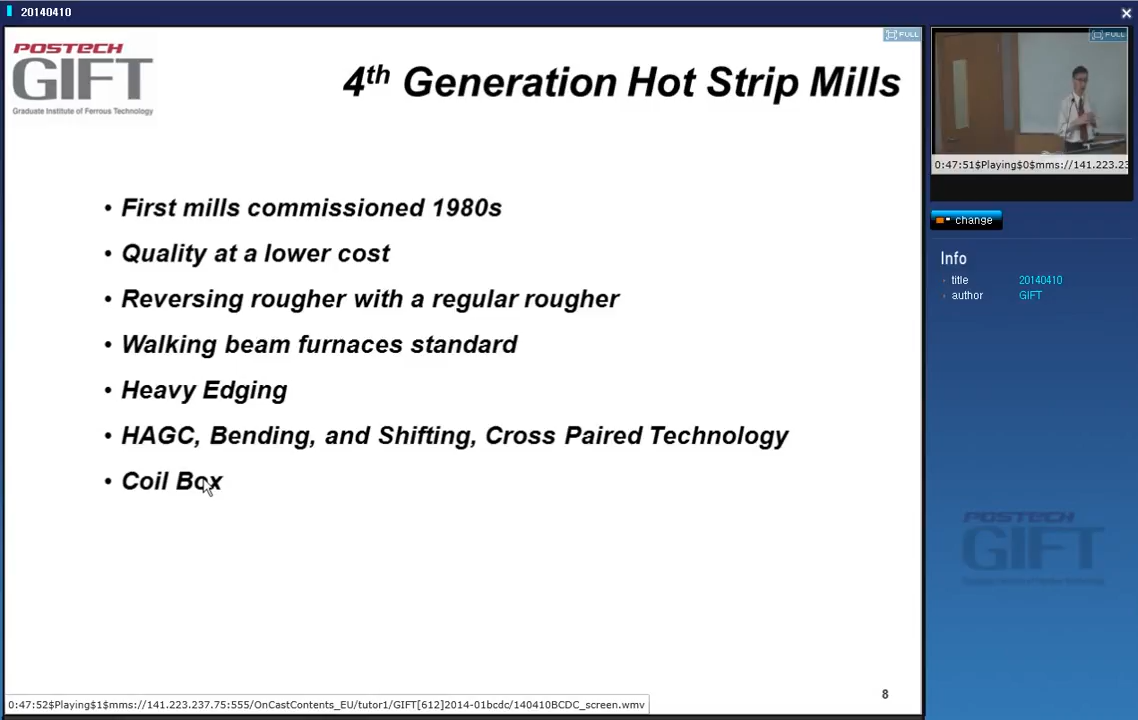 20140410
POSTECH
GIFT
Graduate Institute of Ferrous Technology
FULL
4th Generation Hot Strip Mills
• First mills commissioned 1980s
• Quality at a lower cost
• Reversing rougher with a regular rougher
• Walking beam furnaces standard
• Heavy Edging
• HAGC, Bending, and Shifting, Cross Paired Technology
• Coil Box
8
0:47:52$Playing$1$mms://141.223.237.75:555/OnCastContents_EU/tutor1/GIFT[612]2014-01bcdc/140410BCDC_screen.wmv
FULL
0:47:51$Playing$0$mms://141.223.23
change
Info
title 20140410
author GIFT
POSTECH
GIFT